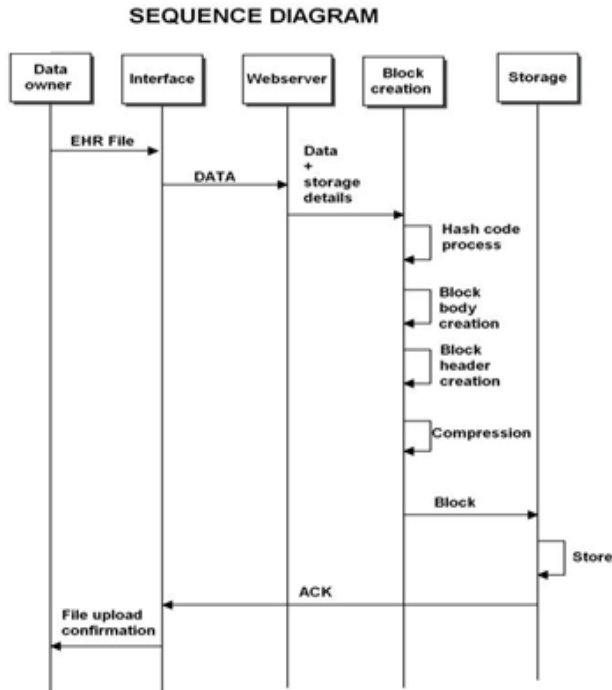 SEQUENCE DIAGRAM
Data
owner
Interface
Webserver
Block
creation
Storage
EHR File
DATA
Data
+
storage
details
Hash code
process
Block
body
creation
Block
header
creation
Compression
Block
Store
ACK
File upload
confirmation